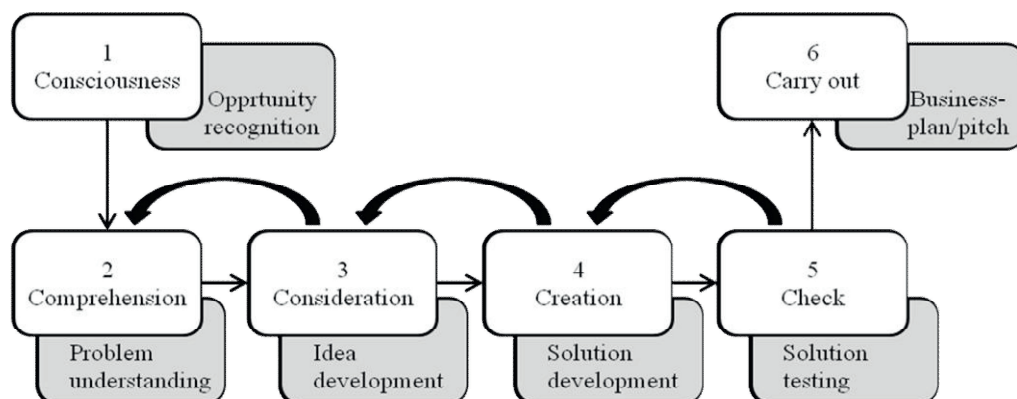 1
Consciousness
Opprtunity
recognition
6
Carry out
Business-
plan/pitch
2
Comprehension
Problem
understanding
3
Consideration
Idea
development
4
Creation
Solution
development
5
Check
Solution
testing